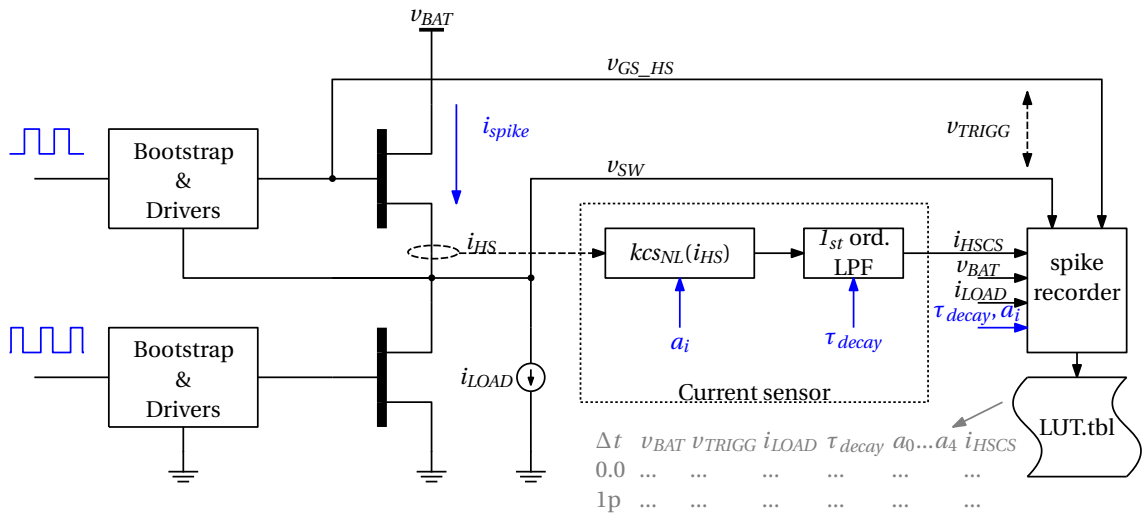 v_BAT
v_GS_HS
i_spike
v_TRIGG
Bootstrap
&
Drivers
v_SW
i_HS
kcs_NL(i_HS)
1_st ord.
LPF
i_HSCS
v_BAT
i_LOAD
τ_decay, a_i
spike
recorder
a_i
τ_decay
Bootstrap
&
Drivers
i_LOAD
Current sensor
LUT.tbl
Δt v_BAT v_TRIGG i_LOAD τ_decay a_0...a_4 i_HSCS
0.0 ... ... ... ... ... ...
1p ... ... ... ... ... ...